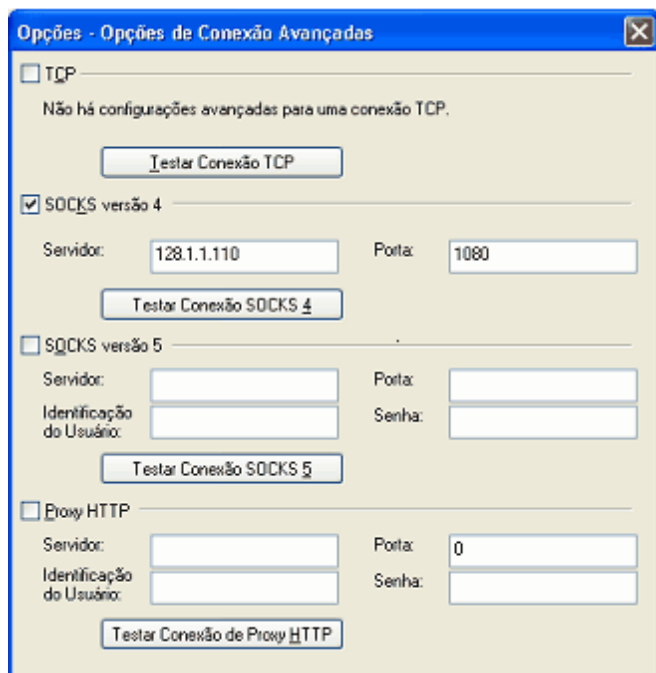 Opções - Opções de Conexão Avançadas
TCP
Não há configurações avançadas para uma conexão TCP.
Testar Conexão TCP
SOCKS versão 4
Servidor: 128.1.1.110 Porta: 1080
Testar Conexão SOCKS 4
SOCKS versão 5
Servidor: Porta:
Identificação
do Usuário: Senha:
Testar Conexão SOCKS 5
Proxy HTTP
Servidor: Porta: 0
Identificação
do Usuário: Senha:
Testar Conexão de Proxy HTTP